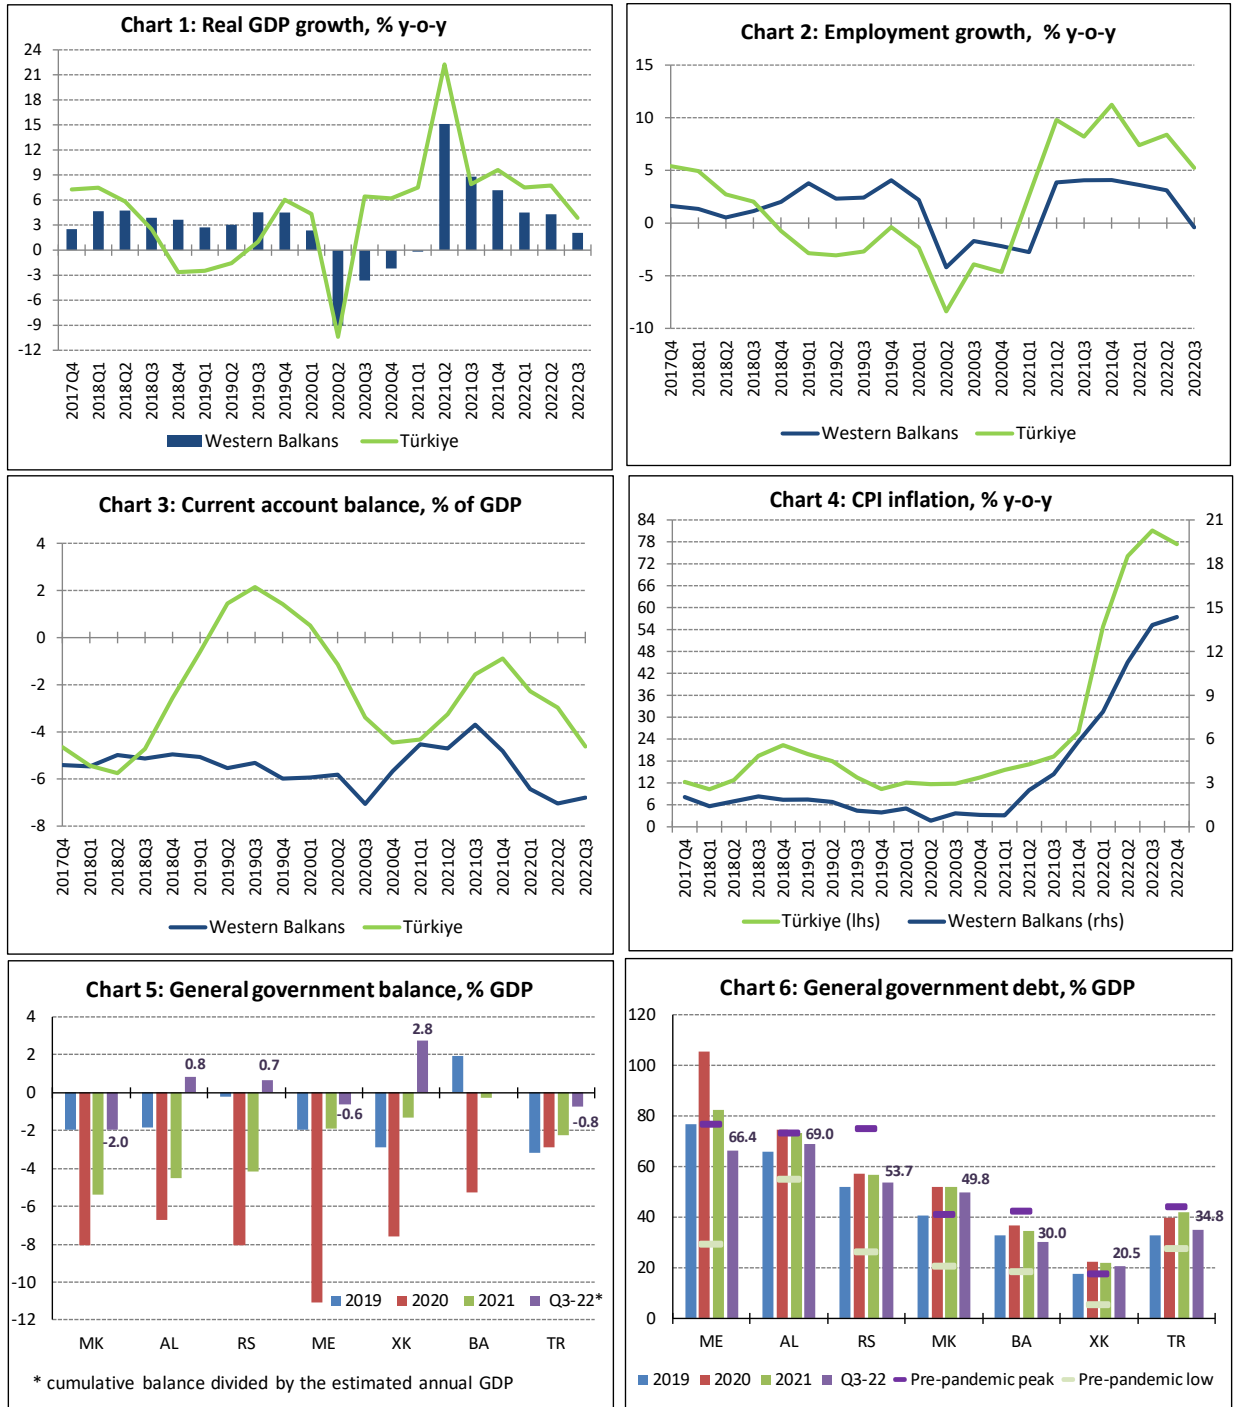 Chart 1: Real GDP growth, % y-o-y
24
21
18
15
12
9
6
3
0
-3
-6
-9
-12
2017Q4
2018Q1
2018Q2
2018Q3
2018Q4
2019Q1
2019Q2
2019Q3
2019Q4
2020Q1
2020Q2
2020Q3
2020Q4
2021Q1
2021Q2
2021Q3
2021Q4
2022Q1
2022Q2
2022Q3
Western Balkans Türkiye
Chart 2: Employment growth, % y-o-y
15
10
5
0
-5
-10
2017Q4
2018Q1
2018Q2
2018Q3
2018Q4
2019Q1
2019Q2
2019Q3
2019Q4
2020Q1
2020Q2
2020Q3
2020Q4
2021Q1
2021Q2
2021Q3
2021Q4
2022Q1
2022Q2
2022Q3
Western Balkans Türkiye
Chart 3: Current account balance, % of GDP
4
2
0
-2
-4
-6
-8
2017Q4
2018Q1
2018Q2
2018Q3
2018Q4
2019Q1
2019Q2
2019Q3
2019Q4
2020Q1
2020Q2
2020Q3
2020Q4
2021Q1
2021Q2
2021Q3
2021Q4
2022Q1
2022Q2
2022Q3
Western Balkans Türkiye
Chart 4: CPI inflation, % y-o-y
84
78
72
66
60
54
48
42
36
30
24
18
12
6
0
21
18
15
12
9
6
3
0
2017Q4
2018Q1
2018Q2
2018Q3
2018Q4
2019Q1
2019Q2
2019Q3
2019Q4
2020Q1
2020Q2
2020Q3
2020Q4
2021Q1
2021Q2
2021Q3
2021Q4
2022Q1
2022Q2
2022Q3
2022Q4
Türkiye (lhs) Western Balkans (rhs)
Chart 5: General government balance, % GDP
4
2
0
-2
-4
-6
-8
-10
-12
-2.0
0.8
0.7
-0.6
2.8
-0.8
2019 2020 2021 Q3-22*
MK AL RS ME XK BA TR
* cumulative balance divided by the estimated annual GDP
Chart 6: General government debt, % GDP
120
100
80
60
40
20
0
66.4
69.0
53.7
49.8
30.0
20.5
34.8
ME AL RS MK BA XK TR
2019 2020 2021 Q3-22 Pre-pandemic peak Pre-pandemic low